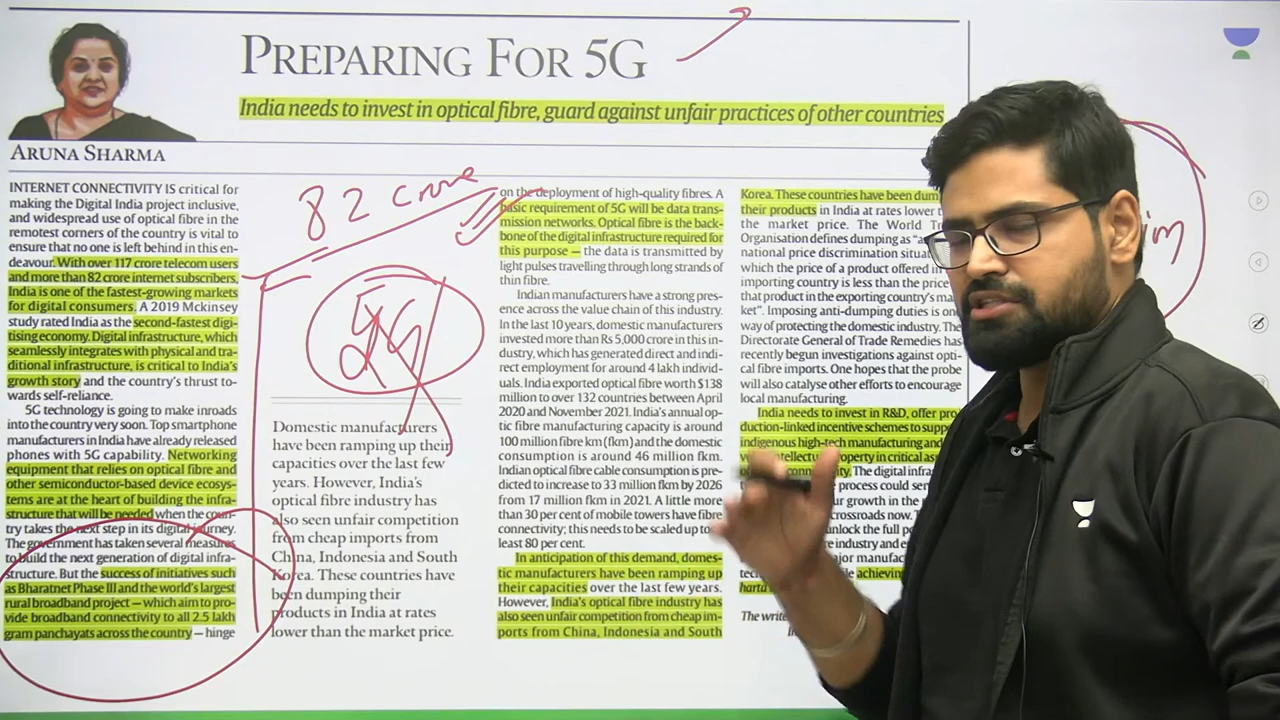 PREPARING FOR 5G
India needs to invest in optical fibre, guard against unfair practices of other countries
ARUNA SHARMA
INTERNET CONNECTIVITY IS critical for
making the Digital India project inclusive,
and widespread use of optical fibre in the
remotest corners of the country is vital to
ensure that no one is left behind in this en-
deavour. With over 117 crore telecom users
and more than 82 crore internet subscribers,
India is one of the fastest-growing markets
for digital consumers. A 2019 Mckinsey
study rated India as the second-fastest digi-
tising economy. Digital infrastructure, which
seamlessly integrates with physical and tra-
ditional infrastructure, is critical to India's
growth story and the country's thrust to-
wards self-reliance.
5G technology is going to make inroads
into the country very soon. Top smartphone
manufacturers in India have already released
phones with 5G capability. Networking
equipment that relies on optical fibre and
other semiconductor-based device ecosys-
tems are at the heart of building the infra-
structure that will be needed when the coun-
try takes the next step in its digital journey.
The government has taken several measures
to build the next generation of digital infra-
structure. But the success of initiatives such
as Bharatnet Phase III and the world's largest
rural broadband project — which aim to pro-
vide broadband connectivity to all 2.5 lakh
gram panchayats across the country — hinge
82 crore
5G
Domestic manufacturers
have been ramping up their
capacities over the last few
years. However, India's
optical fibre industry has
also seen unfair competition
from cheap imports from
China, Indonesia and South
Korea. These countries have
been dumping their
products in India at rates
lower than the market price.
on the deployment of high-quality fibres. A
basic requirement of 5G will be data trans-
mission networks. Optical fibre is the back-
bone of the digital infrastructure required for
this purpose — the data is transmitted by
light pulses travelling through long strands of
thin fibre.
Indian manufacturers have a strong pres-
ence across the value chain of this industry.
In the last 10 years, domestic manufacturers
invested more than Rs 5,000 crore in this in-
dustry, which has generated direct and indi-
rect employment for around 4 lakh individ-
uals. India exported optical fibre worth $138
million to over 132 countries between April
2020 and November 2021. India's annual op-
tic fibre manufacturing capacity is around
100 million fibre km (fkm) and the domestic
consumption is around 46 million fkm.
Indian optical fibre cable consumption is pre-
dicted to increase to 33 million fkm by 2026
from 17 million fkm in 2021. A little more
than 30 per cent of mobile towers have fibre
connectivity; this needs to be scaled up to at
least 80 per cent.
In anticipation of this demand, domes-
tic manufacturers have been ramping up
their capacities over the last few years.
However, India's optical fibre industry has
also seen unfair competition from cheap im-
ports from China, Indonesia and South
Korea. These countries have been dum
their products in India at rates lower t
the market price. The World Tr
Organisation defines dumping as "a
national price discrimination situa
which the price of a product offered in
importing country is less than the price
that product in the exporting country's ma
ket". Imposing anti-dumping duties is on
way of protecting the domestic industry. The
Directorate General of Trade Remedies has
recently begun investigations against opti-
cal fibre imports. One hopes that the probe
will also catalyse other efforts to encourage
local manufacturing.
India needs to invest in R&D, offer pro
duction-linked incentive schemes to supp
indigenous high-tech manufacturing and
intellectu property in critical as
connectivity. The digital infra
process could ser
ur growth in the
crossroads now.
unlock the full po
re industry and e
jor manufac
tec le achieving
harta
The write